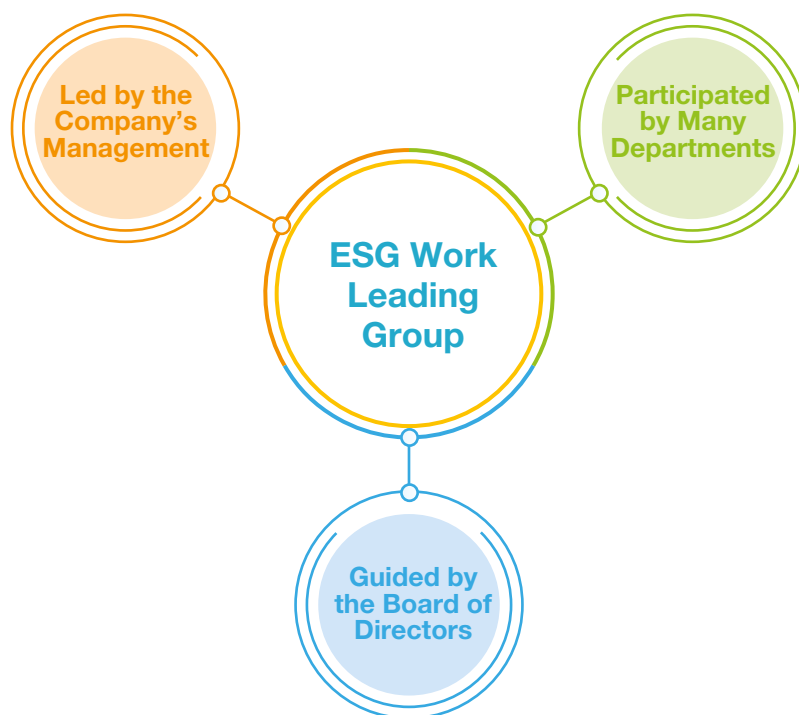 Led by the
Company's
Management
Participated
by Many
Departments
ESG Work
Leading
Group
Guided by
the Board of
Directors